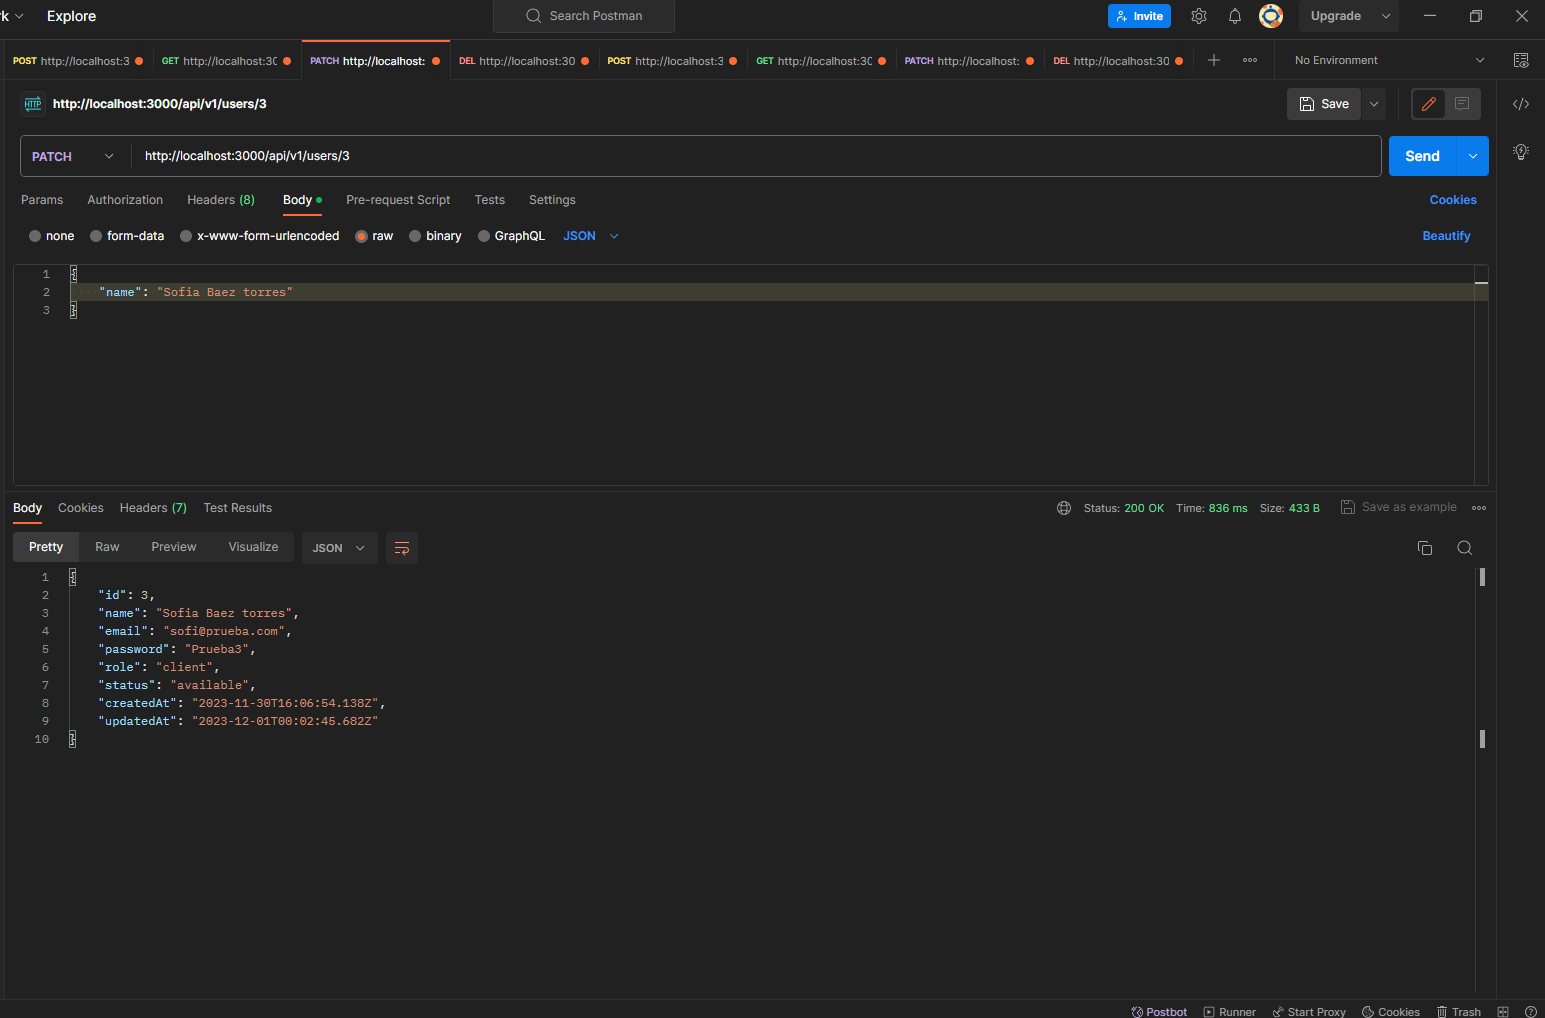 rk Explore Search Postman Invite Upgrade
POST http://localhost:3 GET http://localhost:30 PATCH http://localhost: DEL http://localhost:30 POST http://localhost:3 GET http://localhost:30 PATCH http://localhost: DEL http://localhost:30 No Environment
HTTP http://localhost:3000/api/v1/users/3 Save
PATCH http://localhost:3000/api/v1/users/3 Send
Params Authorization Headers (8) Body Pre-request Script Tests Settings Cookies
none form-data x-www-form-urlencoded raw binary GraphQL JSON Beautify
1 {
2 "name": "Sofia Baez torres"
3 }
Body Cookies Headers (7) Test Results Status: 200 OK Time: 836 ms Size: 433 B Save as example
Pretty Raw Preview Visualize JSON
1 {
2 "id": 3,
3 "name": "Sofia Baez torres",
4 "email": "sofi@prueba.com",
5 "password": "Prueba3",
6 "role": "client",
7 "status": "available",
8 "createdAt": "2023-11-30T16:06:54.138Z",
9 "updatedAt": "2023-12-01T00:02:45.682Z"
10 }
Postbot Runner Start Proxy Cookies Trash